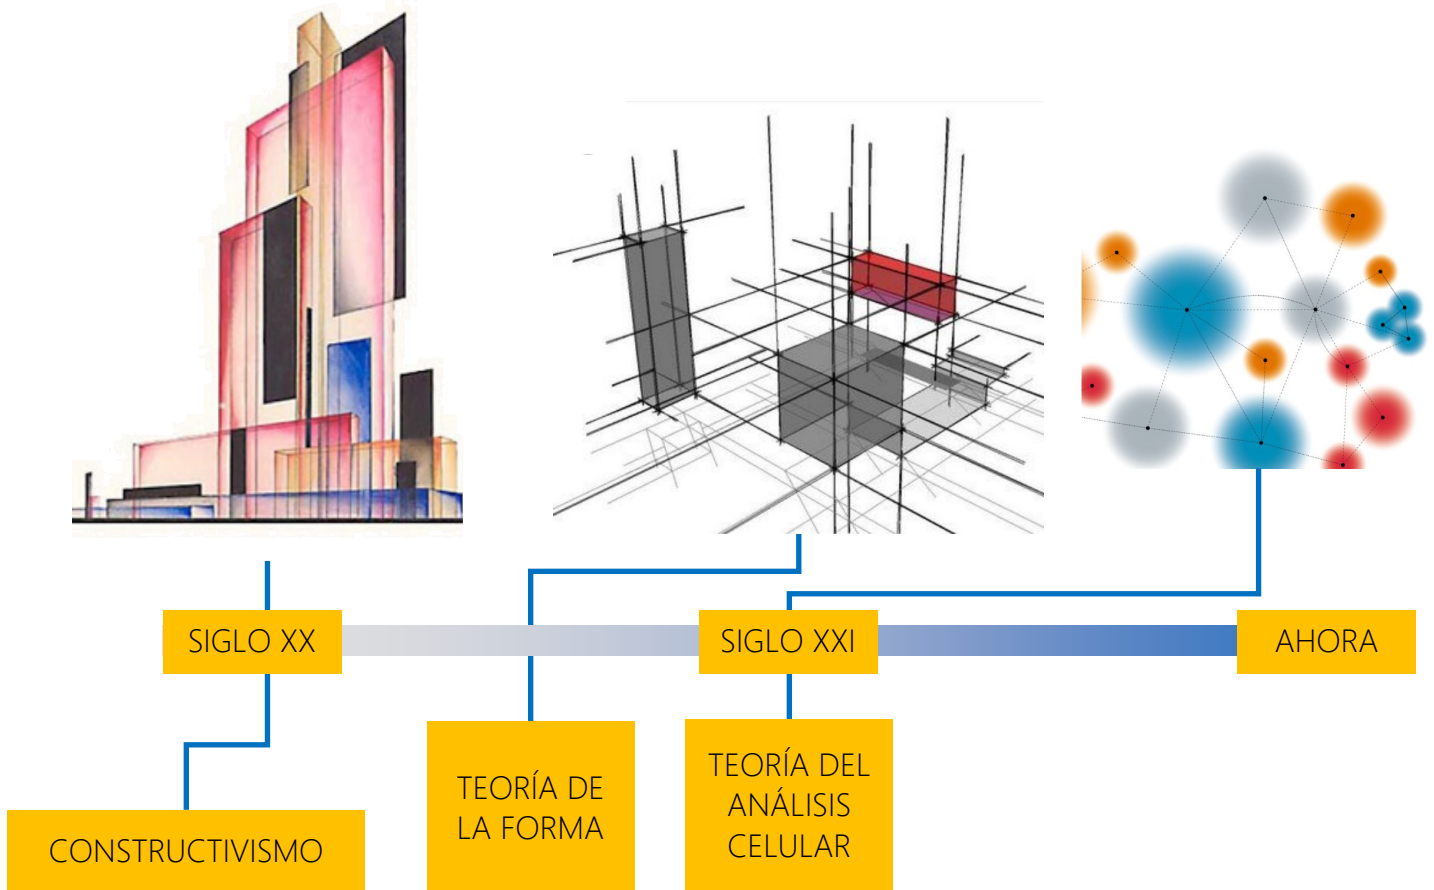 SIGLO XX
SIGLO XXI
AHORA
CONSTRUCTIVISMO
TEORÍA DE
LA FORMA
TEORÍA DEL
ANÁLISIS
CELULAR